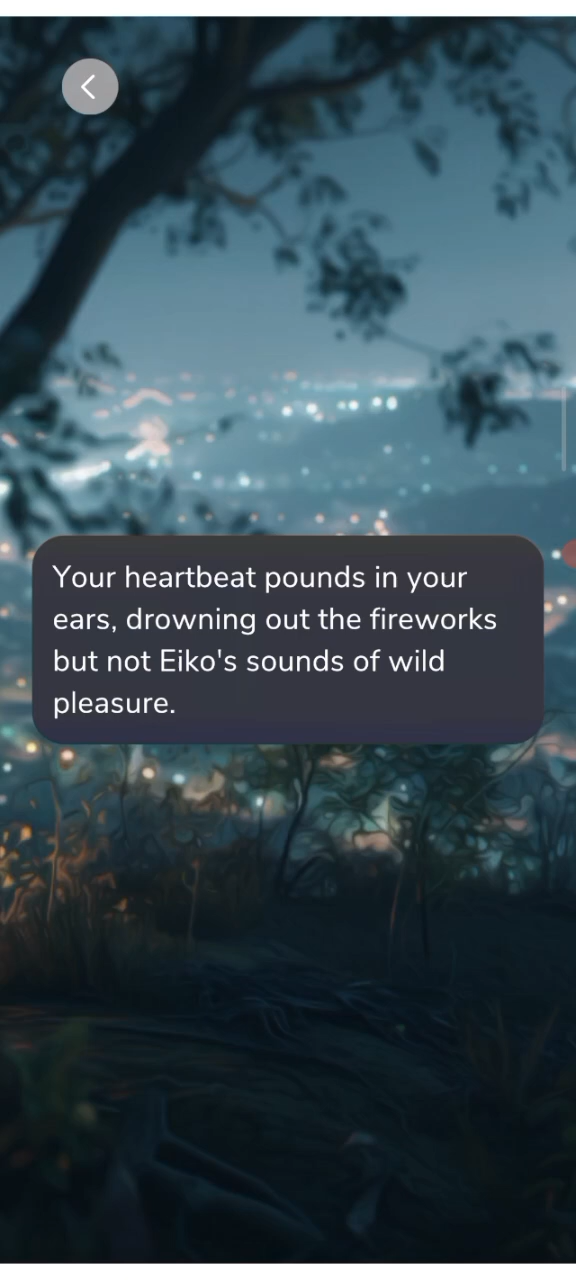 Your heartbeat pounds in your
ears, drowning out the fireworks
but not Eiko's sounds of wild
pleasure.